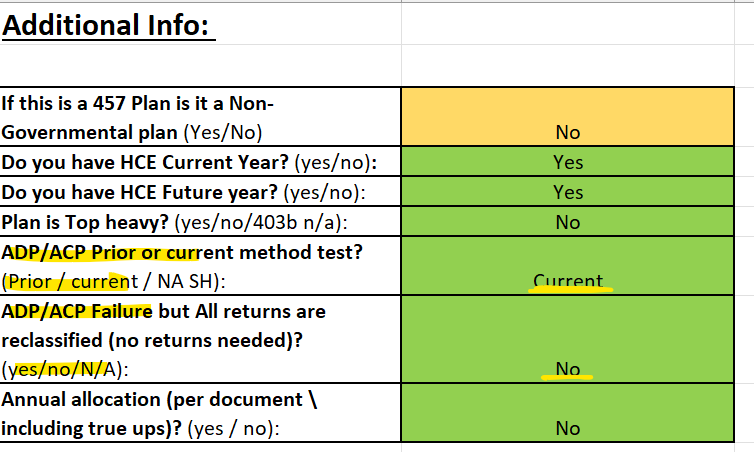 Additional Info:
If this is a 457 Plan is it a Non-
Governmental plan (Yes/No)
No
Do you have HCE Current Year? (yes/no):
Yes
Do you have HCE Future year? (yes/no):
Yes
Plan is Top heavy? (yes/no/403b n/a):
No
ADP/ACP Prior or current method test?
(Prior / current / NA SH):
Current
ADP/ACP Failure but All returns are
reclassified (no returns needed)?
(yes/no/N/A):
No
Annual allocation (per document \
including true ups)? (yes / no):
No